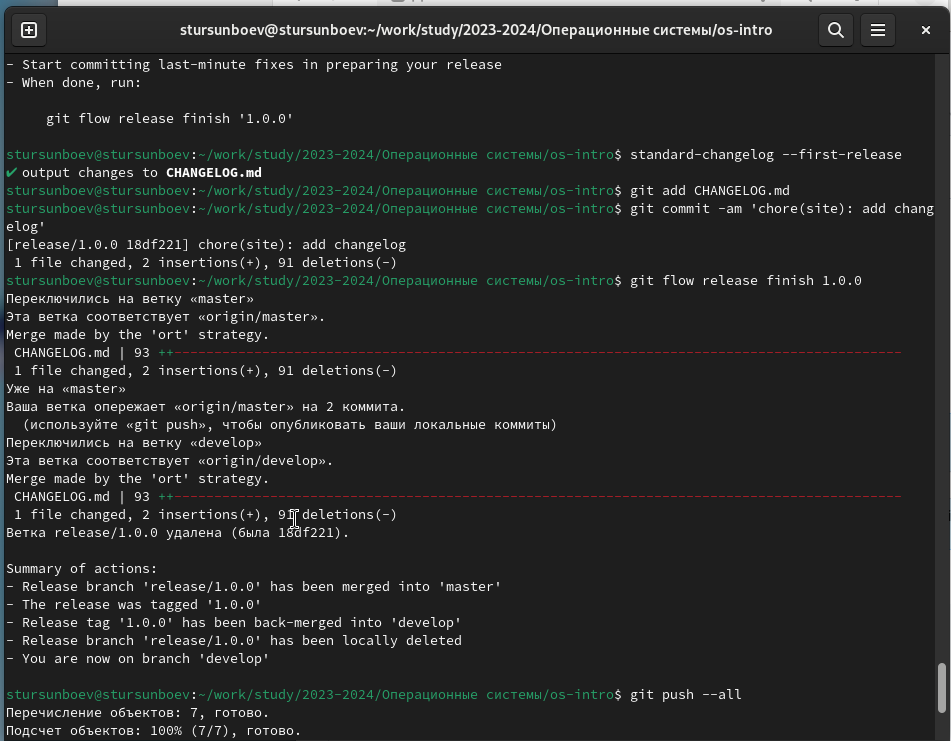 stursunboev@stursunboev:~/work/study/2023-2024/Операционные системы/os-intro
- Start committing last-minute fixes in preparing your release
- When done, run:
git flow release finish '1.0.0'
stursunboev@stursunboev:~/work/study/2023-2024/Операционные системы/os-intro$ standard-changelog --first-release
✔ output changes to CHANGELOG.md
stursunboev@stursunboev:~/work/study/2023-2024/Операционные системы/os-intro$ git add CHANGELOG.md
stursunboev@stursunboev:~/work/study/2023-2024/Операционные системы/os-intro$ git commit -am 'chore(site): add chang
elog'
[release/1.0.0 18df221] chore(site): add changelog
1 file changed, 2 insertions(+), 91 deletions(-)
stursunboev@stursunboev:~/work/study/2023-2024/Операционные системы/os-intro$ git flow release finish 1.0.0
Переключились на ветку «master»
Эта ветка соответствует «origin/master».
Merge made by the 'ort' strategy.
CHANGELOG.md | 93 ++-------------------------------------------------------------------------------------------
1 file changed, 2 insertions(+), 91 deletions(-)
Уже на «master»
Ваша ветка опережает «origin/master» на 2 коммита.
(используйте «git push», чтобы опубликовать ваши локальные коммиты)
Переключились на ветку «develop»
Эта ветка соответствует «origin/develop».
Merge made by the 'ort' strategy.
CHANGELOG.md | 93 ++-------------------------------------------------------------------------------------------
1 file changed, 2 insertions(+), 91 deletions(-)
Ветка release/1.0.0 удалена (была 18df221).
Summary of actions:
- Release branch 'release/1.0.0' has been merged into 'master'
- The release was tagged '1.0.0'
- Release tag '1.0.0' has been back-merged into 'develop'
- Release branch 'release/1.0.0' has been locally deleted
- You are now on branch 'develop'
stursunboev@stursunboev:~/work/study/2023-2024/Операционные системы/os-intro$ git push --all
Перечисление объектов: 7, готово.
Подсчет объектов: 100% (7/7), готово.